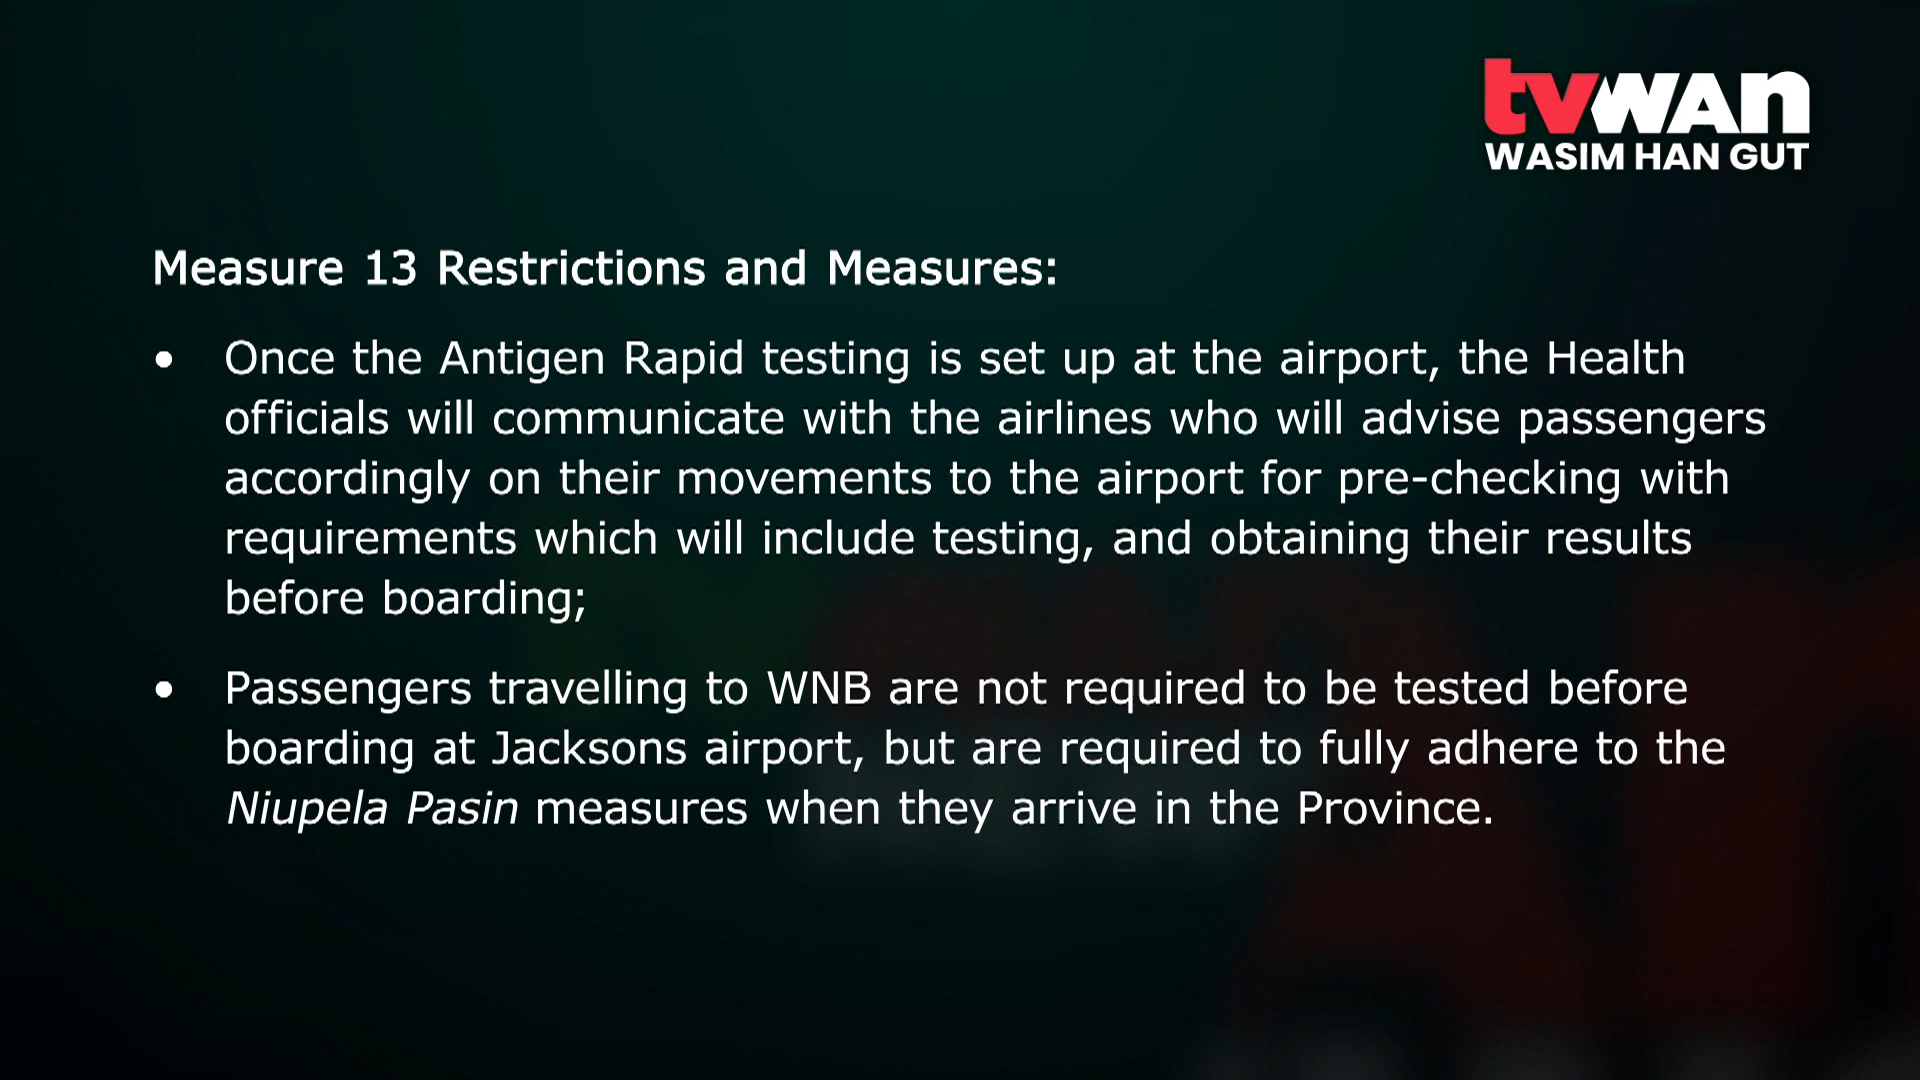 tvwan
WASIM HAN GUT
Measure 13 Restrictions and Measures:
• Once the Antigen Rapid testing is set up at the airport, the Health
officials will communicate with the airlines who will advise passengers
accordingly on their movements to the airport for pre-checking with
requirements which will include testing, and obtaining their results
before boarding;
• Passengers travelling to WNB are not required to be tested before
boarding at Jacksons airport, but are required to fully adhere to the
Niupela Pasin measures when they arrive in the Province.